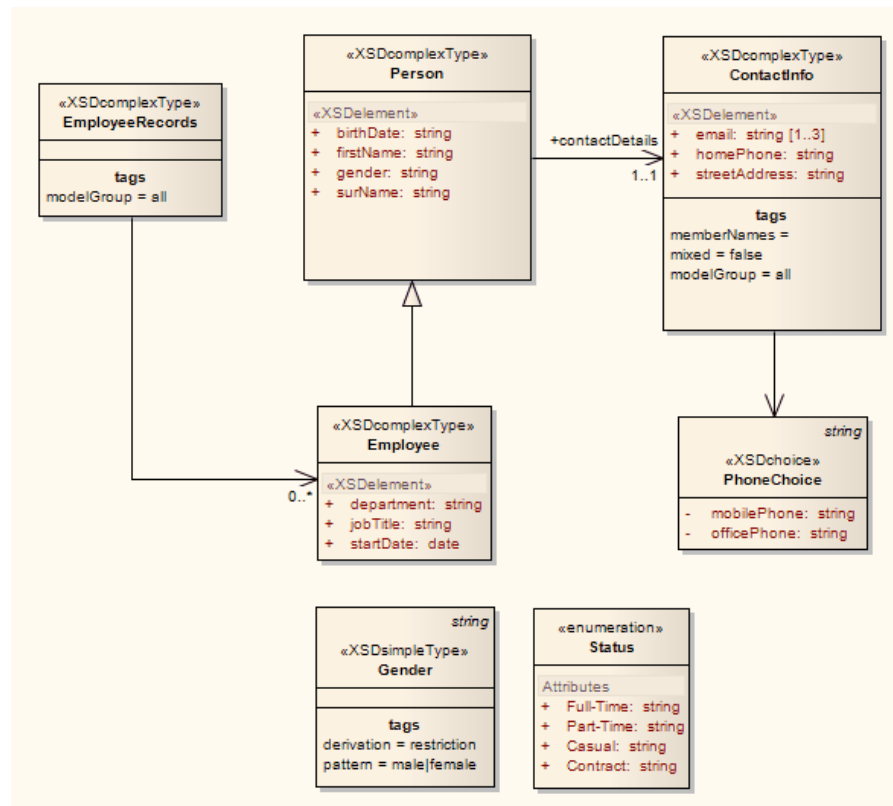 «XSDcomplexType»
EmployeeRecords
tags
modelGroup = all
«XSDcomplexType»
Person
«XSDelement»
+ birthDate: string
+ firstName: string
+ gender: string
+ surName: string
+contactDetails
1..1
«XSDcomplexType»
ContactInfo
«XSDelement»
+ email: string [1..3]
+ homePhone: string
+ streetAddress: string
tags
memberNames =
mixed = false
modelGroup = all
«XSDcomplexType»
Employee
«XSDelement»
+ department: string
+ jobTitle: string
+ startDate: date
0..*
string
«XSDchoice»
PhoneChoice
- mobilePhone: string
- officePhone: string
string
«XSDsimpleType»
Gender
tags
derivation = restriction
pattern = male|female
«enumeration»
Status
Attributes
+ Full-Time: string
+ Part-Time: string
+ Casual: string
+ Contract: string